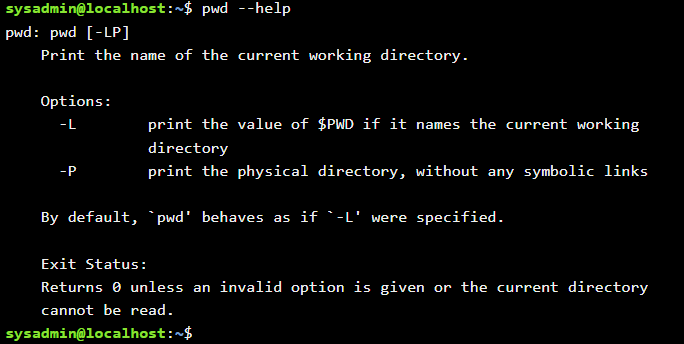 sysadmin@localhost:~$ pwd --help
pwd: pwd [-LP]
    Print the name of the current working directory.

    Options:
      -L        print the value of $PWD if it names the current working
                directory
      -P        print the physical directory, without any symbolic links

    By default, `pwd' behaves as if `-L' were specified.

    Exit Status:
    Returns 0 unless an invalid option is given or the current directory
    cannot be read.
sysadmin@localhost:~$